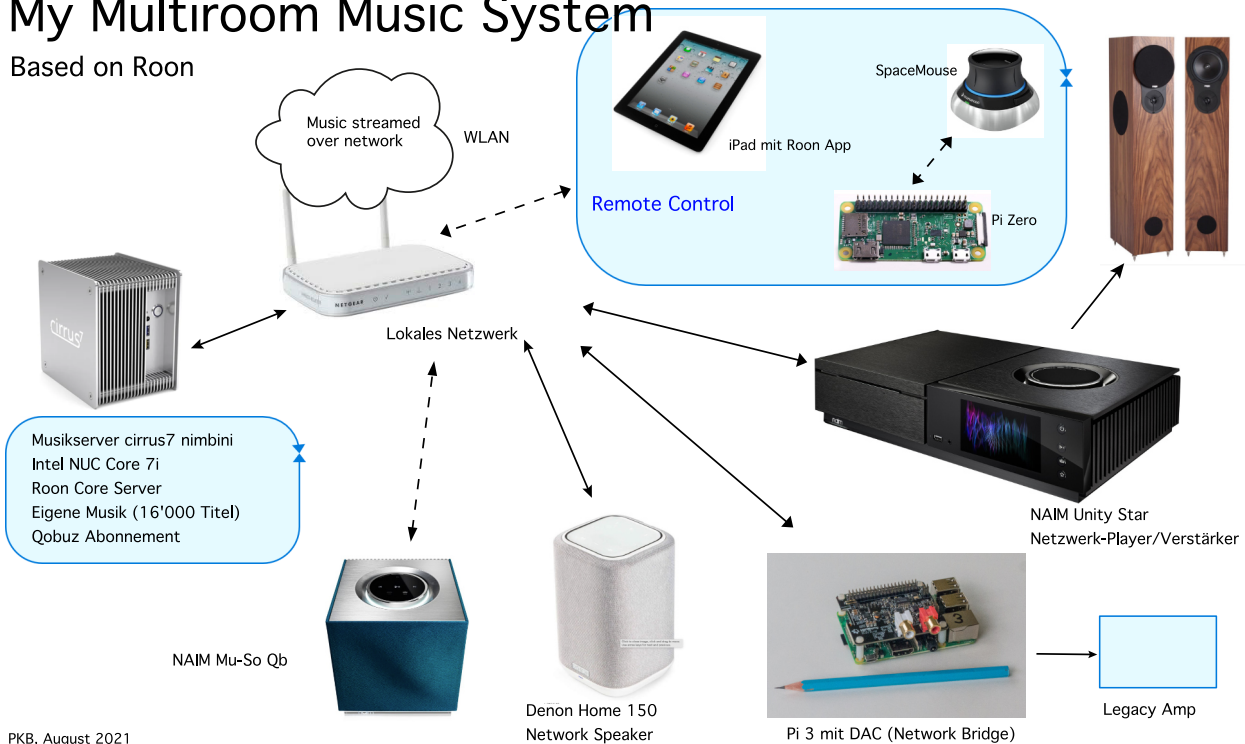 My Multiroom Music System
Based on Roon
Music streamed
over network
WLAN
SpaceMouse
iPad mit Roon App
Remote Control
Pi Zero
cirrus7
NETGEAR
Lokales Netzwerk
Musikserver cirrus7 nimbini
Intel NUC Core 7i
Roon Core Server
Eigene Musik (16'000 Titel)
Qobuz Abonnement
NAIM Unity Star
Netzwerk-Player/Verstärker
NAIM Mu-So Qb
Denon Home 150
Network Speaker
3
Pi 3 mit DAC (Network Bridge)
Legacy Amp
PKB, August 2021